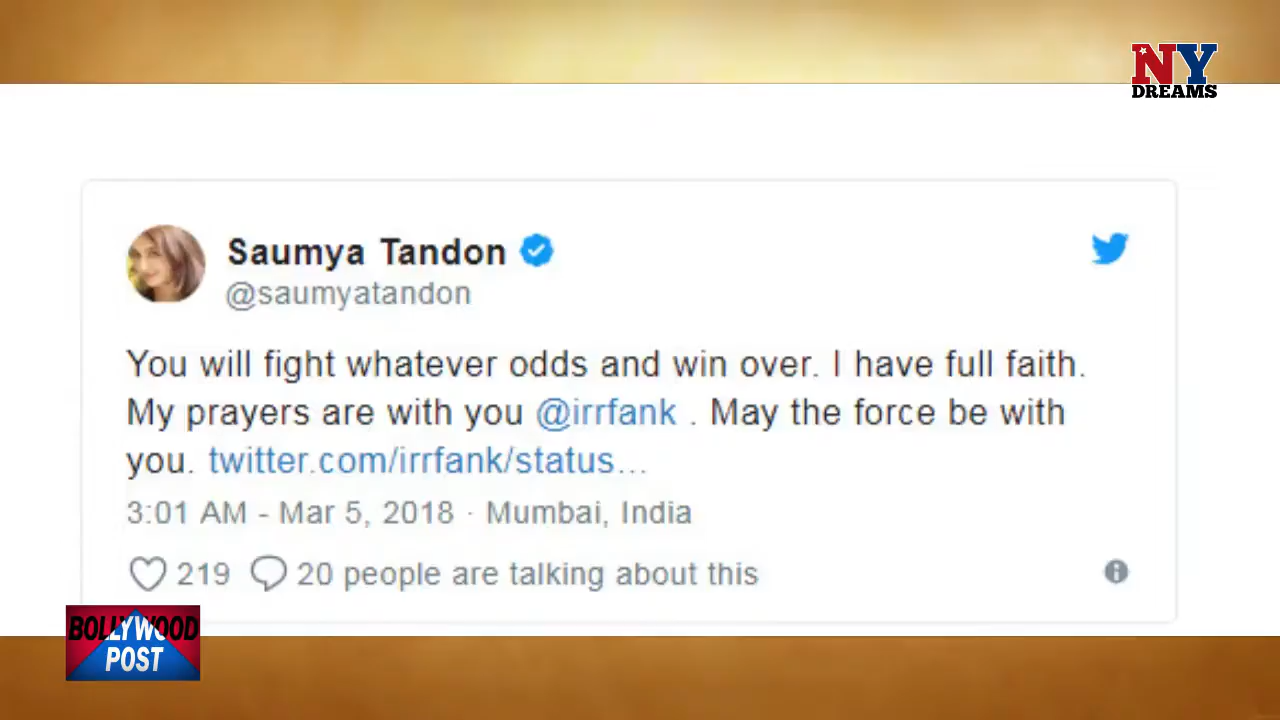 NY
DREAMS
Saumya Tandon
@saumyatandon
You will fight whatever odds and win over. I have full faith.
My prayers are with you @irrfank . May the force be with
you. twitter.com/irrfank/status...
3:01 AM - Mar 5, 2018 · Mumbai, India
219 20 people are talking about this
BOLLYWOOD
POST